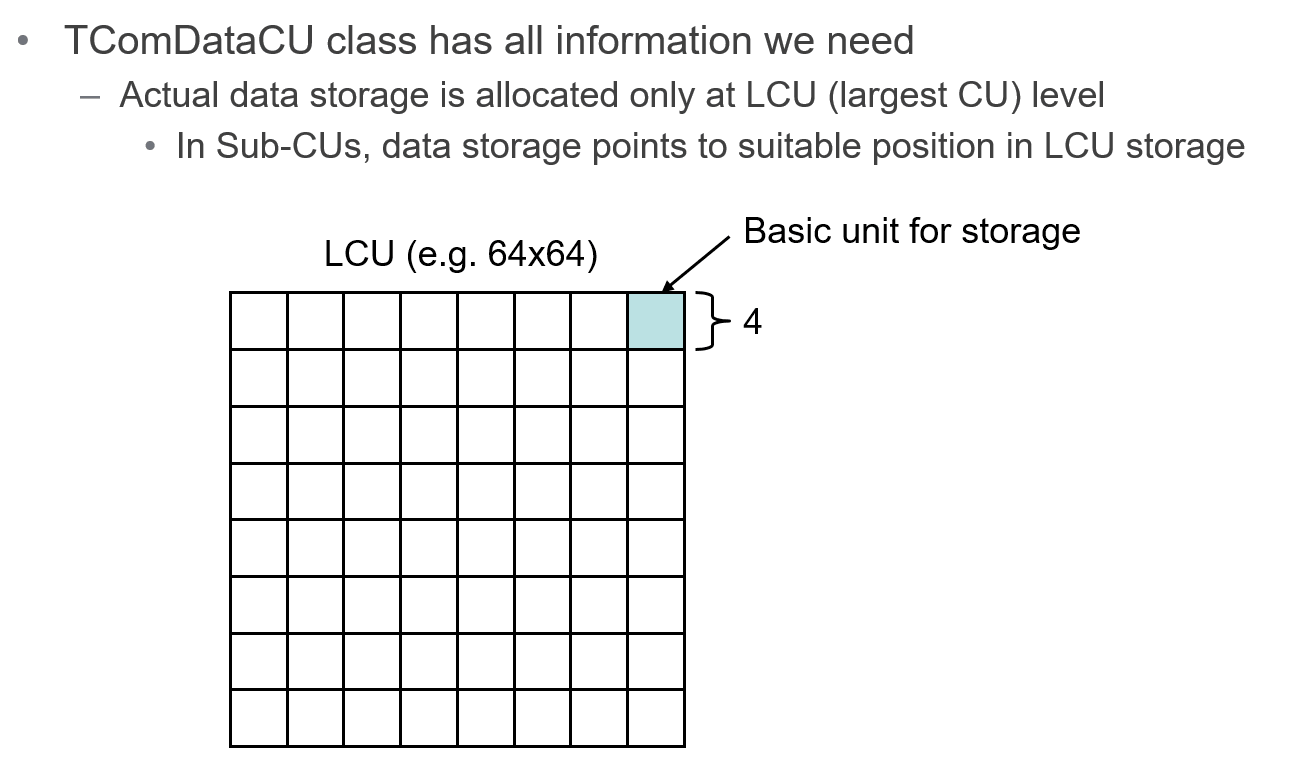 • TComDataCU class has all information we need
– Actual data storage is allocated only at LCU (largest CU) level
• In Sub-CUs, data storage points to suitable position in LCU storage
Basic unit for storage
LCU (e.g. 64x64)
4